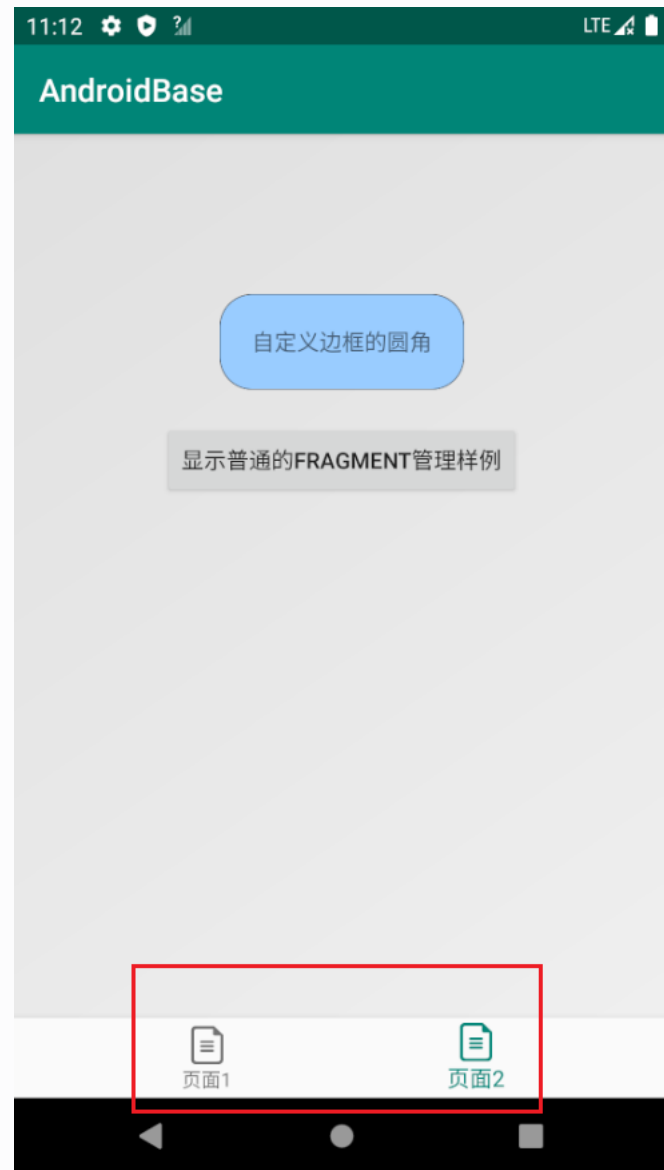 11:12
LTE
AndroidBase
自定义边框的圆角
显示普通的FRAGMENT管理样例
页面1
页面2